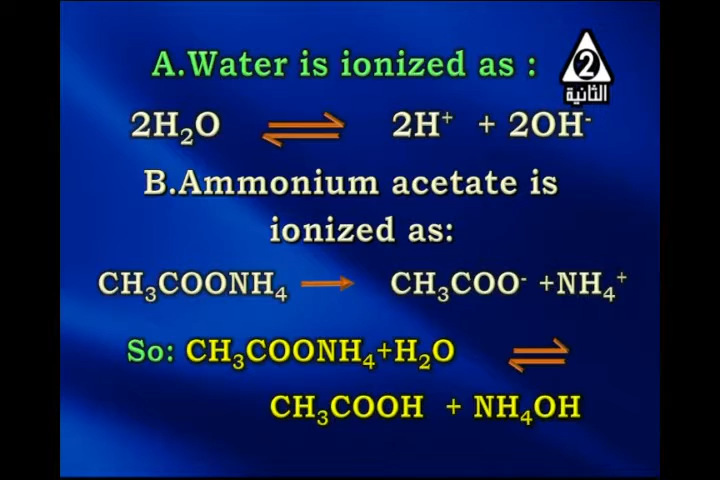 A.Water is ionized as :
2
الثانية
2H₂O ⇌ 2H⁺ + 2OH⁻
B.Ammonium acetate is
ionized as:
CH₃COONH₄ → CH₃COO⁻ +NH₄⁺
So: CH₃COONH₄+H₂O ⇌
CH₃COOH + NH₄OH